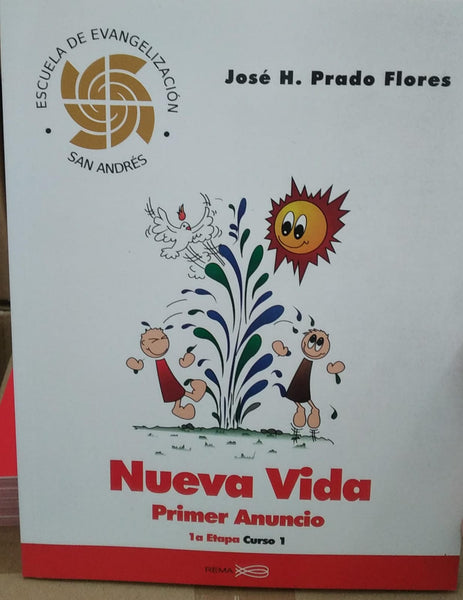 ESCUELA DE EVANGELIZACIÓN
• SAN ANDRÉS •
José H. Prado Flores
Nueva Vida
Primer Anuncio
1a Etapa Curso 1
REMA